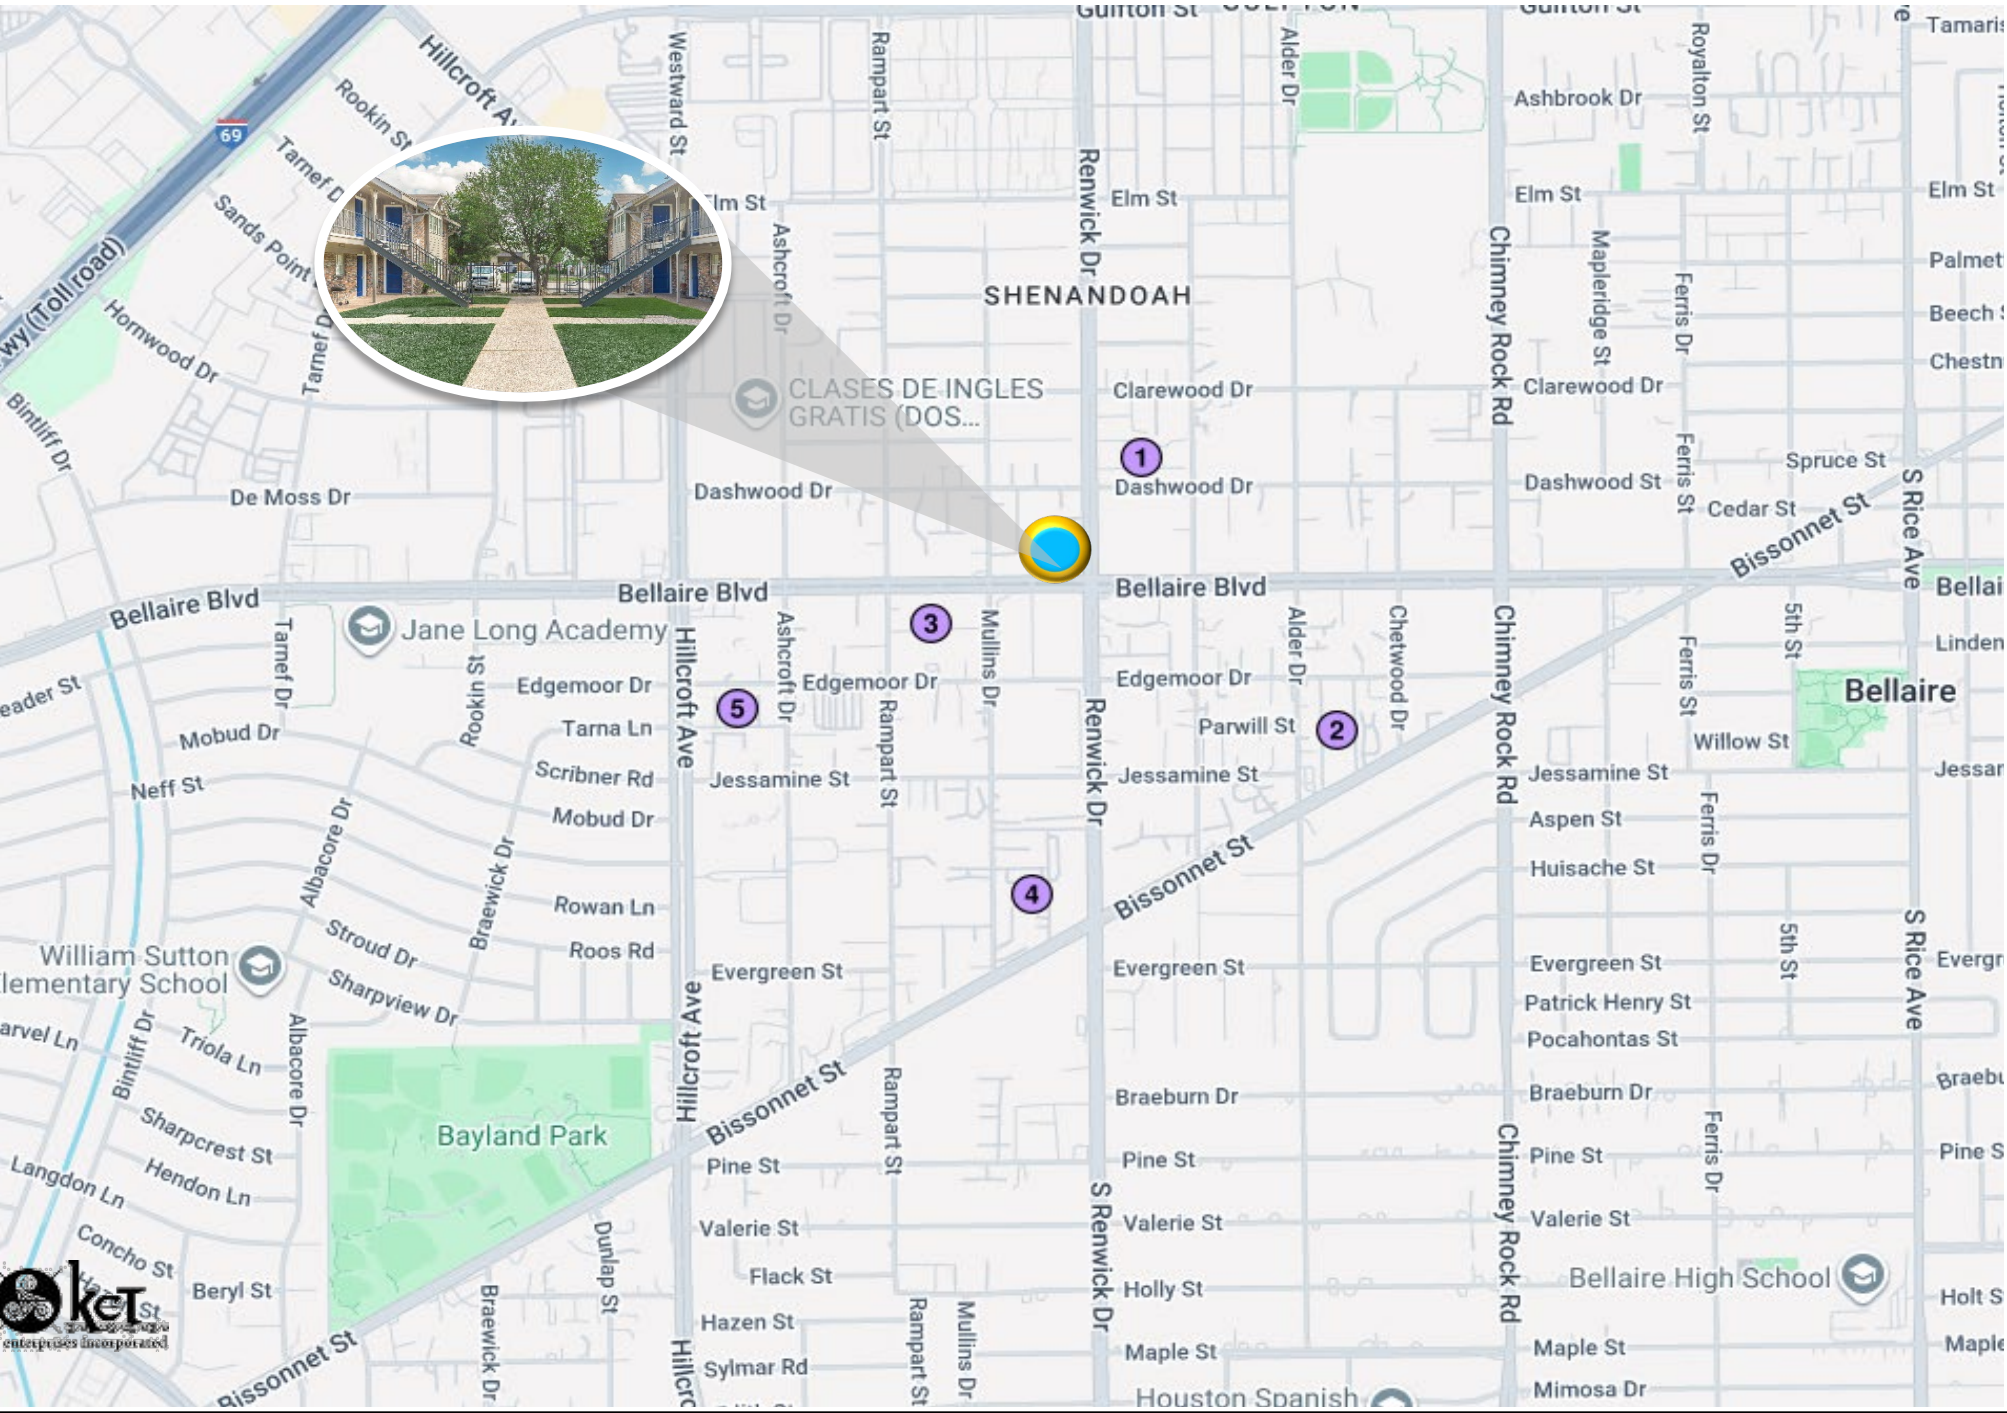 Gulfton St
Gulfton St
Tamaris
Hillcroft Av
Westward St
Rampart St
Alder Dr
Royalton St
Rookin St
Ashbrook Dr
69
Tarnef D
Renwick Dr
Elm St
Elm St
Elm St
Elm St
Sands Point
Ashcroft Dr
Chimney Rock Rd
Mapleridge St
Ferris Dr
Palmet
wy (Toll road)
SHENANDOAH
Beech S
Hornwood Dr
Tarnef D
Chestn
CLASES DE INGLES
GRATIS (DOS...
Clarewood Dr
Clarewood Dr
Bintliff Dr
1
Ferris St
Spruce St
S Rice Ave
De Moss Dr
Dashwood Dr
Dashwood Dr
Dashwood St
Cedar St
Bissonnet St
Bellaire Blvd
Bellaire Blvd
Bellaire Blvd
Bellai
Jane Long Academy
3
Mullins Dr
Alder Dr
Chetwood Dr
Chimney Rock Rd
5th St
Linden
Tarnef Dr
Rookin St
Hillcroft Ave
Ashcroft Dr
Ferris St
eader St
Edgemoor Dr
Edgemoor Dr
Edgemoor Dr
Bellaire
5
Rampart St
Renwick Dr
Mobud Dr
Tarna Ln
Parwill St
2
Willow St
Neff St
Scribner Rd
Jessamine St
Jessamine St
Jessamine St
Jessar
Mobud Dr
Aspen St
Ferris Dr
Albacore Dr
Braewick Dr
Bissonnet St
Huisache St
4
Rowan Ln
Stroud Dr
Roos Rd
5th St
S Rice Ave
William Sutton
Elementary School
Evergreen St
Evergreen St
Evergreen St
Evergr
Sharpview Dr
Hillcroft Ave
Patrick Henry St
arvel Ln
Bintliff Dr
Triola Ln
Albacore Dr
Pocahontas St
Bissonnet St
Rampart St
Braeburn Dr
Braeburn Dr
Braebu
Sharpcrest St
Bayland Park
Chimney Rock Rd
Ferris Dr
Langdon Ln
Hendon Ln
Pine St
Pine St
Pine St
Pine S
Concho St
Dunlap St
Valerie St
S Renwick Dr
Valerie St
Valerie St
Beryl St
Flack St
Holly St
Bellaire High School
Holt S
kct
enterprises incorporated
Braewick Dr
Hazen St
Rampart St
Mullins Dr
Bissonnet St
Hillcro
Sylmar Rd
Maple St
Maple St
Maple
Houston Spanish
Mimosa Dr